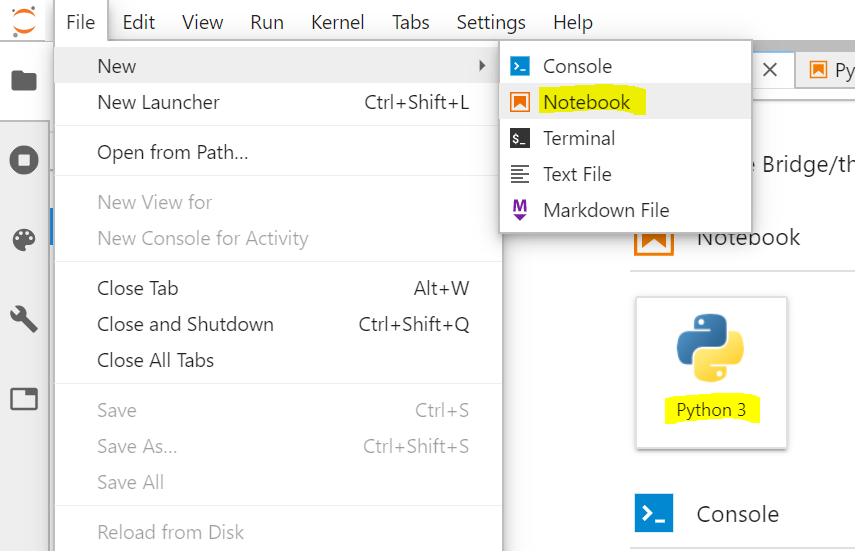 File Edit View Run Kernel Tabs Settings Help
New
New Launcher Ctrl+Shift+L
Open from Path...
New View for
New Console for Activity
Close Tab Alt+W
Close and Shutdown Ctrl+Shift+Q
Close All Tabs
Save Ctrl+S
Save As... Ctrl+Shift+S
Save All
Reload from Disk
Console
Notebook
Terminal
$_
Text File
M
Markdown File
Py
e Bridge/th
Notebook
Python 3
Console